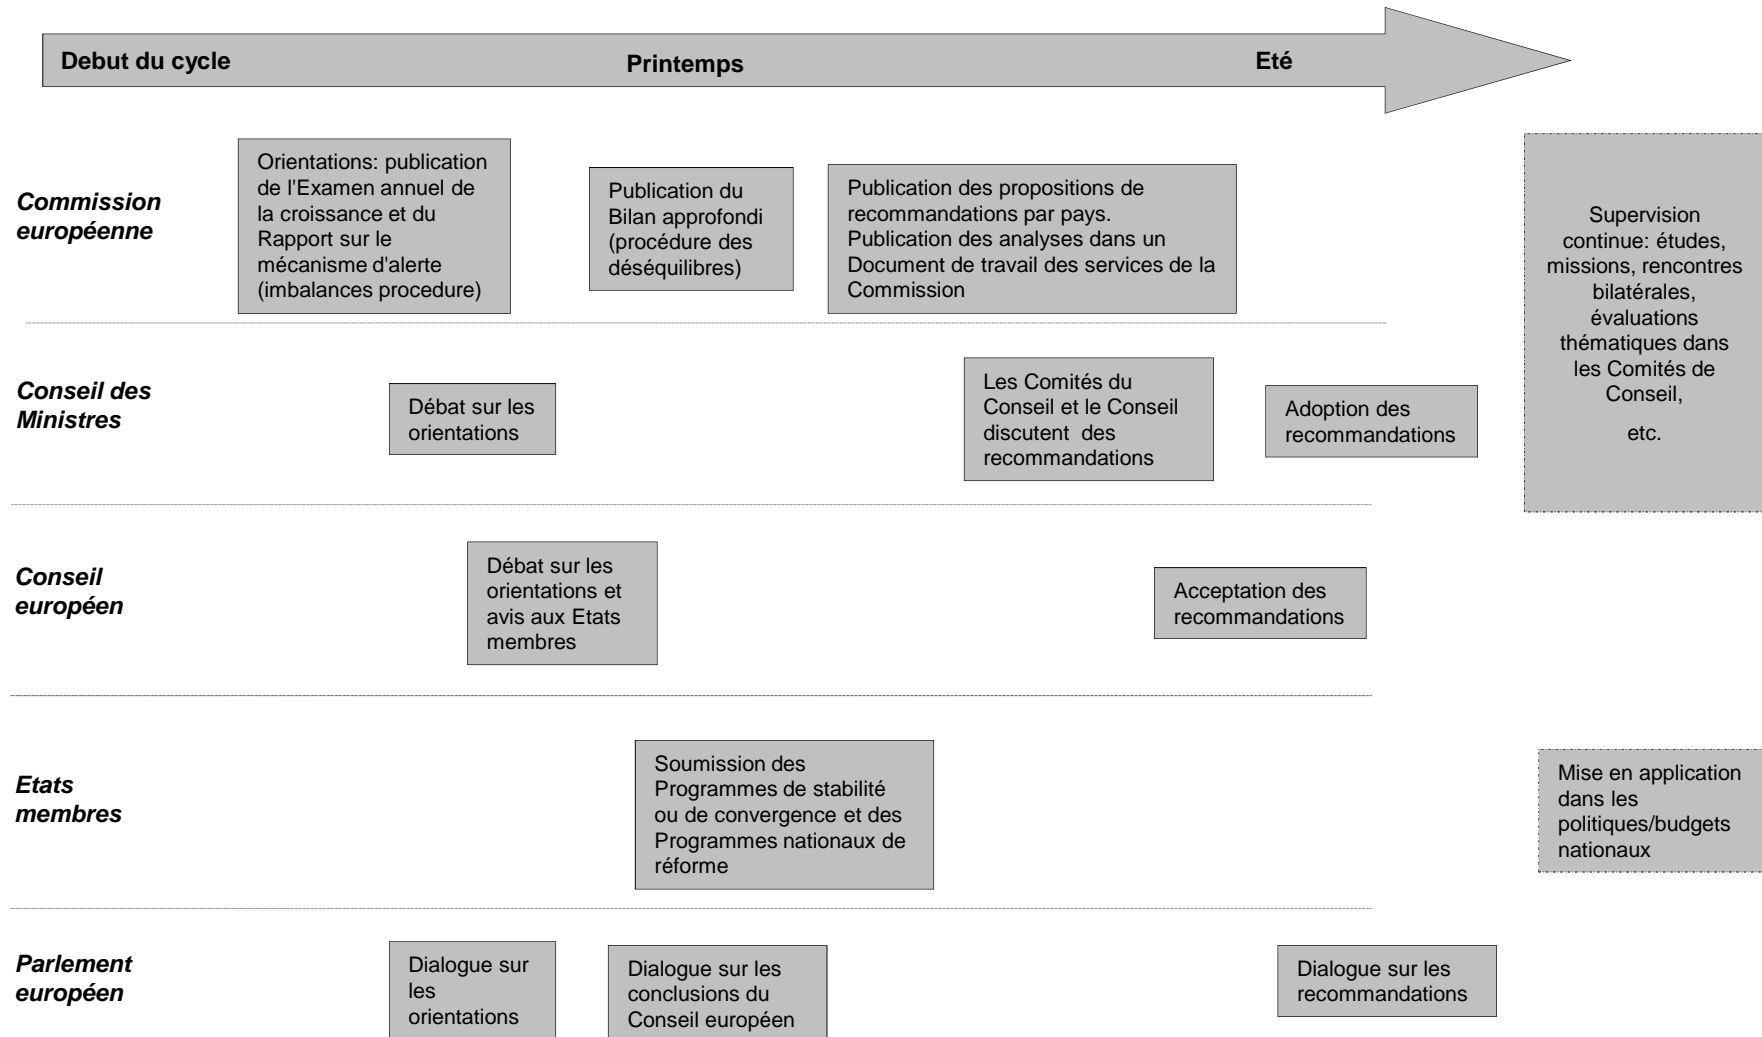 Debut du cycle
Printemps
Eté
Commission
européenne
Orientations: publication
de l'Examen annuel de
la croissance et du
Rapport sur le
mécanisme d'alerte
(imbalances procedure)
Publication du
Bilan approfondi
(procédure des
déséquilibres)
Publication des propositions de
recommandations par pays.
Publication des analyses dans un
Document de travail des services de la
Commission
Supervision
continue: études,
missions, rencontres
bilatérales,
évaluations
thématiques dans
les Comités de
Conseil,
etc.
Conseil des
Ministres
Débat sur les
orientations
Les Comités du
Conseil et le Conseil
discutent des
recommandations
Adoption des
recommandations
Conseil
européen
Débat sur les
orientations et
avis aux Etats
membres
Acceptation des
recommandations
Etats
membres
Soumission des
Programmes de stabilité
ou de convergence et des
Programmes nationaux de
réforme
Mise en application
dans les
politiques/budgets
nationaux
Parlement
européen
Dialogue sur
les
orientations
Dialogue sur les
conclusions du
Conseil européen
Dialogue sur les
recommandations